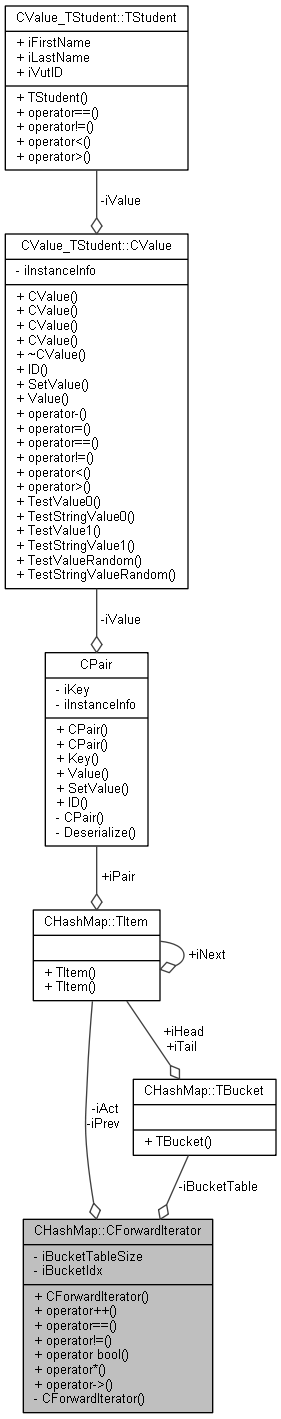 CValue_TStudent::TStudent
+ iFirstName
+ iLastName
+ iVutID
+ TStudent()
+ operator==()
+ operator!=()
+ operator<()
+ operator>()
-iValue
CValue_TStudent::CValue
- iInstanceInfo
+ CValue()
+ CValue()
+ CValue()
+ CValue()
+ ~CValue()
+ ID()
+ SetValue()
+ Value()
+ operator-()
+ operator=()
+ operator==()
+ operator!=()
+ operator<()
+ operator>()
+ TestValue0()
+ TestStringValue0()
+ TestValue1()
+ TestStringValue1()
+ TestValueRandom()
+ TestStringValueRandom()
-iValue
CPair
- iKey
- iInstanceInfo
+ CPair()
+ CPair()
+ Key()
+ Value()
+ SetValue()
+ ID()
- CPair()
- Deserialize()
+iPair
CHashMap::TItem
+ TItem()
+ TItem()
+iNext
+iHead
+iTail
CHashMap::TBucket
+ TBucket()
-iAct
-iPrev
-iBucketTable
CHashMap::CForwardIterator
- iBucketTableSize
- iBucketIdx
+ CForwardIterator()
+ operator++()
+ operator==()
+ operator!=()
+ operator bool()
+ operator*()
+ operator->()
- CForwardIterator()